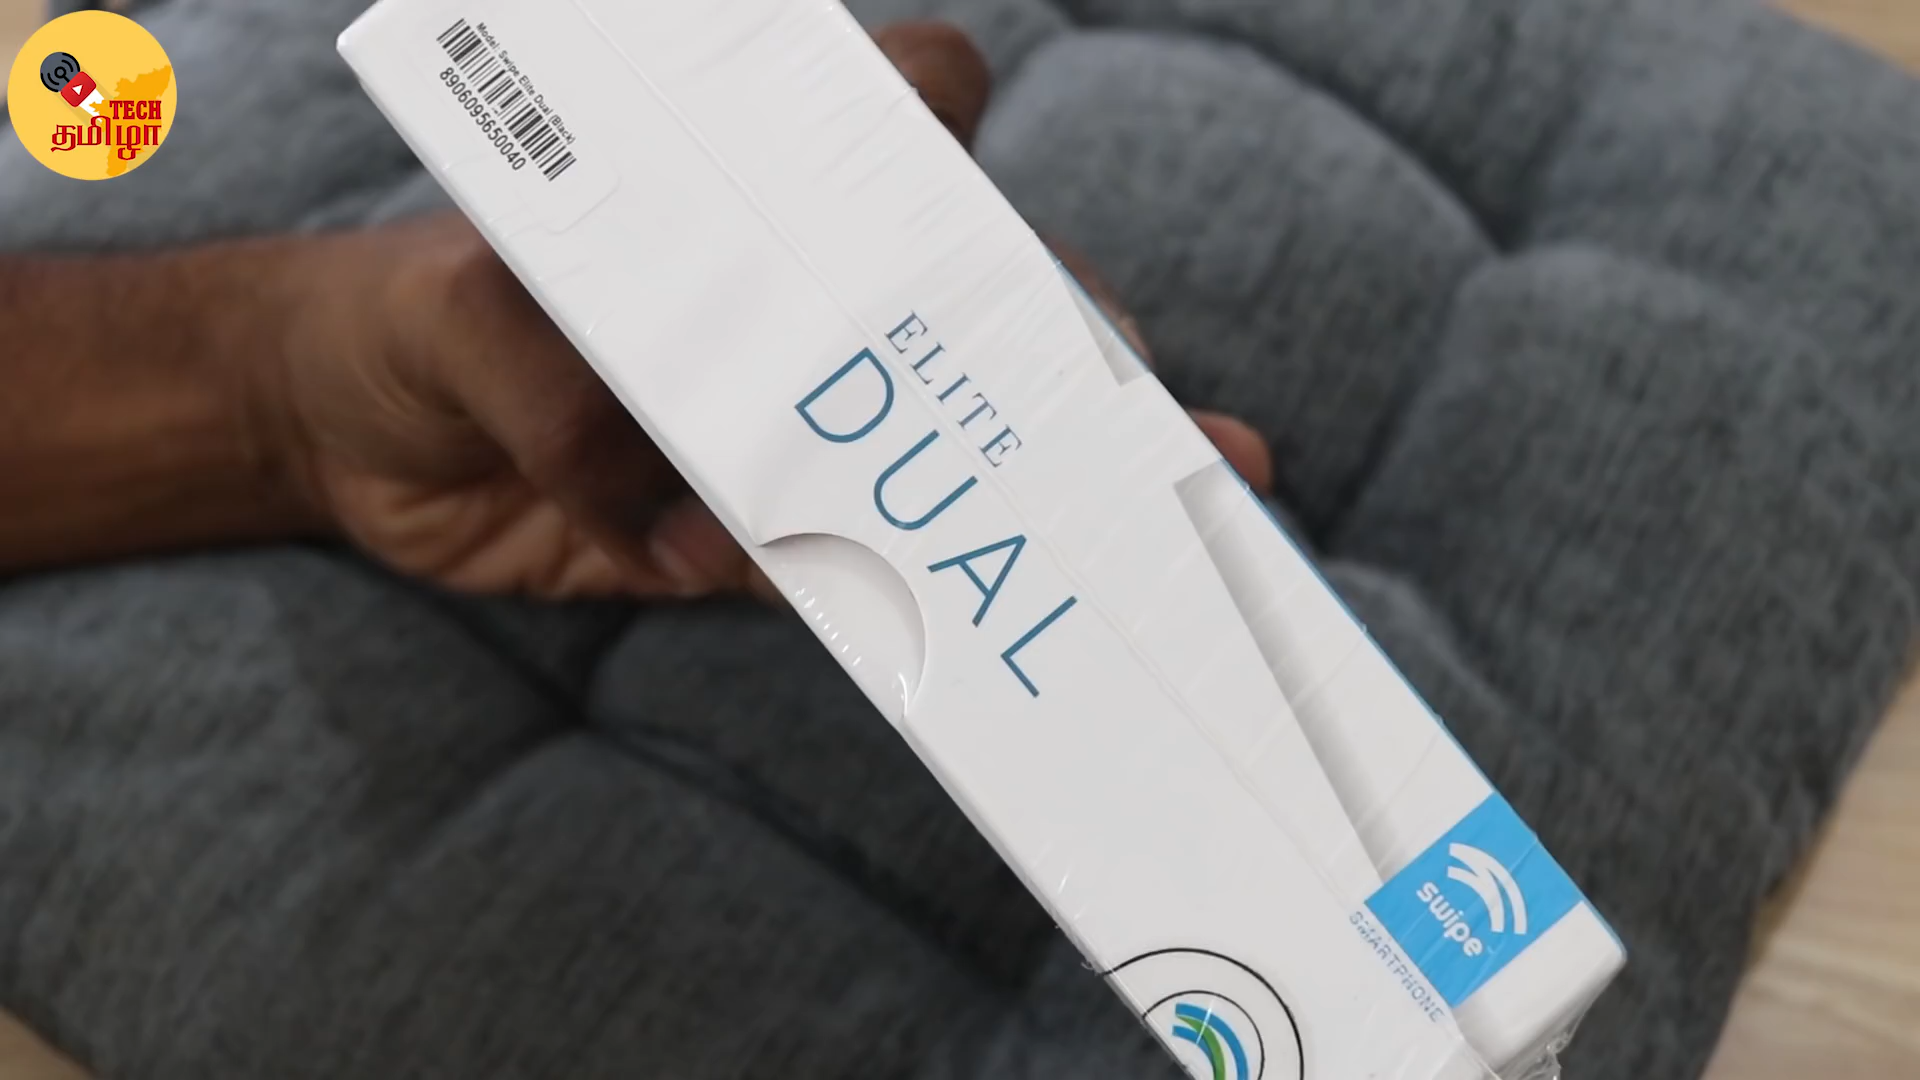 TECH
தமிழா
Model: Swipe Elite Dual (Black)
8906095650040
ELITE
DUAL
swipe
SMARTPHONE